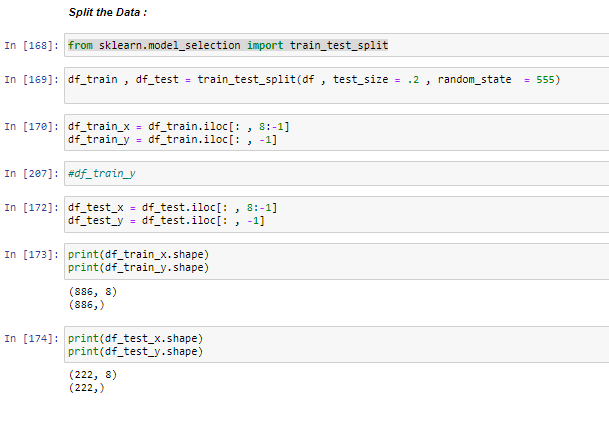 Split the Data :
In [168]: from sklearn.model_selection import train_test_split
In [169]: df_train , df_test = train_test_split(df , test_size = .2 , random_state  = 555)
In [170]: df_train_x = df_train.iloc[: , 8:-1]
df_train_y = df_train.iloc[: , -1]
In [207]: #df_train_y
In [172]: df_test_x = df_test.iloc[: , 8:-1]
df_test_y = df_test.iloc[: , -1]
In [173]: print(df_train_x.shape)
print(df_train_y.shape)
(886, 8)
(886,)
In [174]: print(df_test_x.shape)
print(df_test_y.shape)
(222, 8)
(222,)